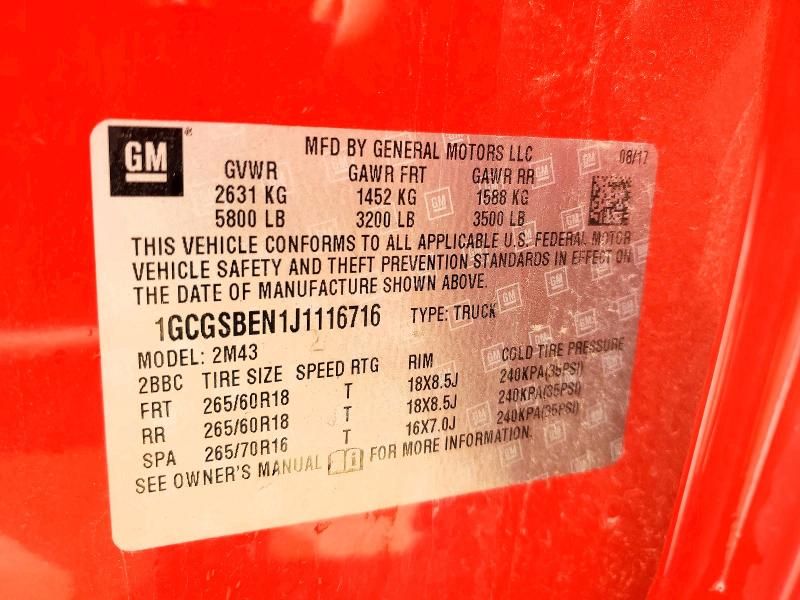 GM
MFD BY GENERAL MOTORS LLC 08/17
GVWR GAWR FRT GAWR RR
2631 KG 1452 KG 1588 KG
5800 LB 3200 LB 3500 LB
THIS VEHICLE CONFORMS TO ALL APPLICABLE U.S. FEDERAL MOTOR
VEHICLE SAFETY AND THEFT PREVENTION STANDARDS IN EFFECT ON
THE DATE OF MANUFACTURE SHOWN ABOVE.
1GCGSBEN1J1116716 TYPE: TRUCK
MODEL: 2M43
2BBC TIRE SIZE SPEED RTG RIM COLD TIRE PRESSURE
FRT 265/60R18 T 18X8.5J 240KPA(35PSI)
RR 265/60R18 T 18X8.5J 240KPA(35PSI)
SPA 265/70R16 T 16X7.0J 240KPA(35PSI)
SEE OWNER'S MANUAL FOR MORE INFORMATION.